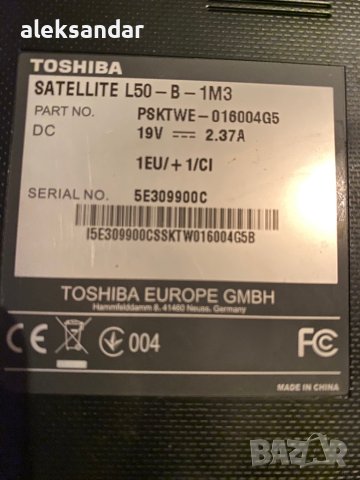 aleksandar
TOSHIBA
SATELLITE L50-B-1M3
PART NO. PSKTWE-016004G5
DC 19V 2.37A
1EU/+1/CI
SERIAL NO. 5E309900C
I5E309900CSSKTW016004G5B
TOSHIBA EUROPE GMBH
Hammfelddamm 8, 41460 Neuss, Germany
CE 004 FC
MADE IN CHINA
BAZAR
bg